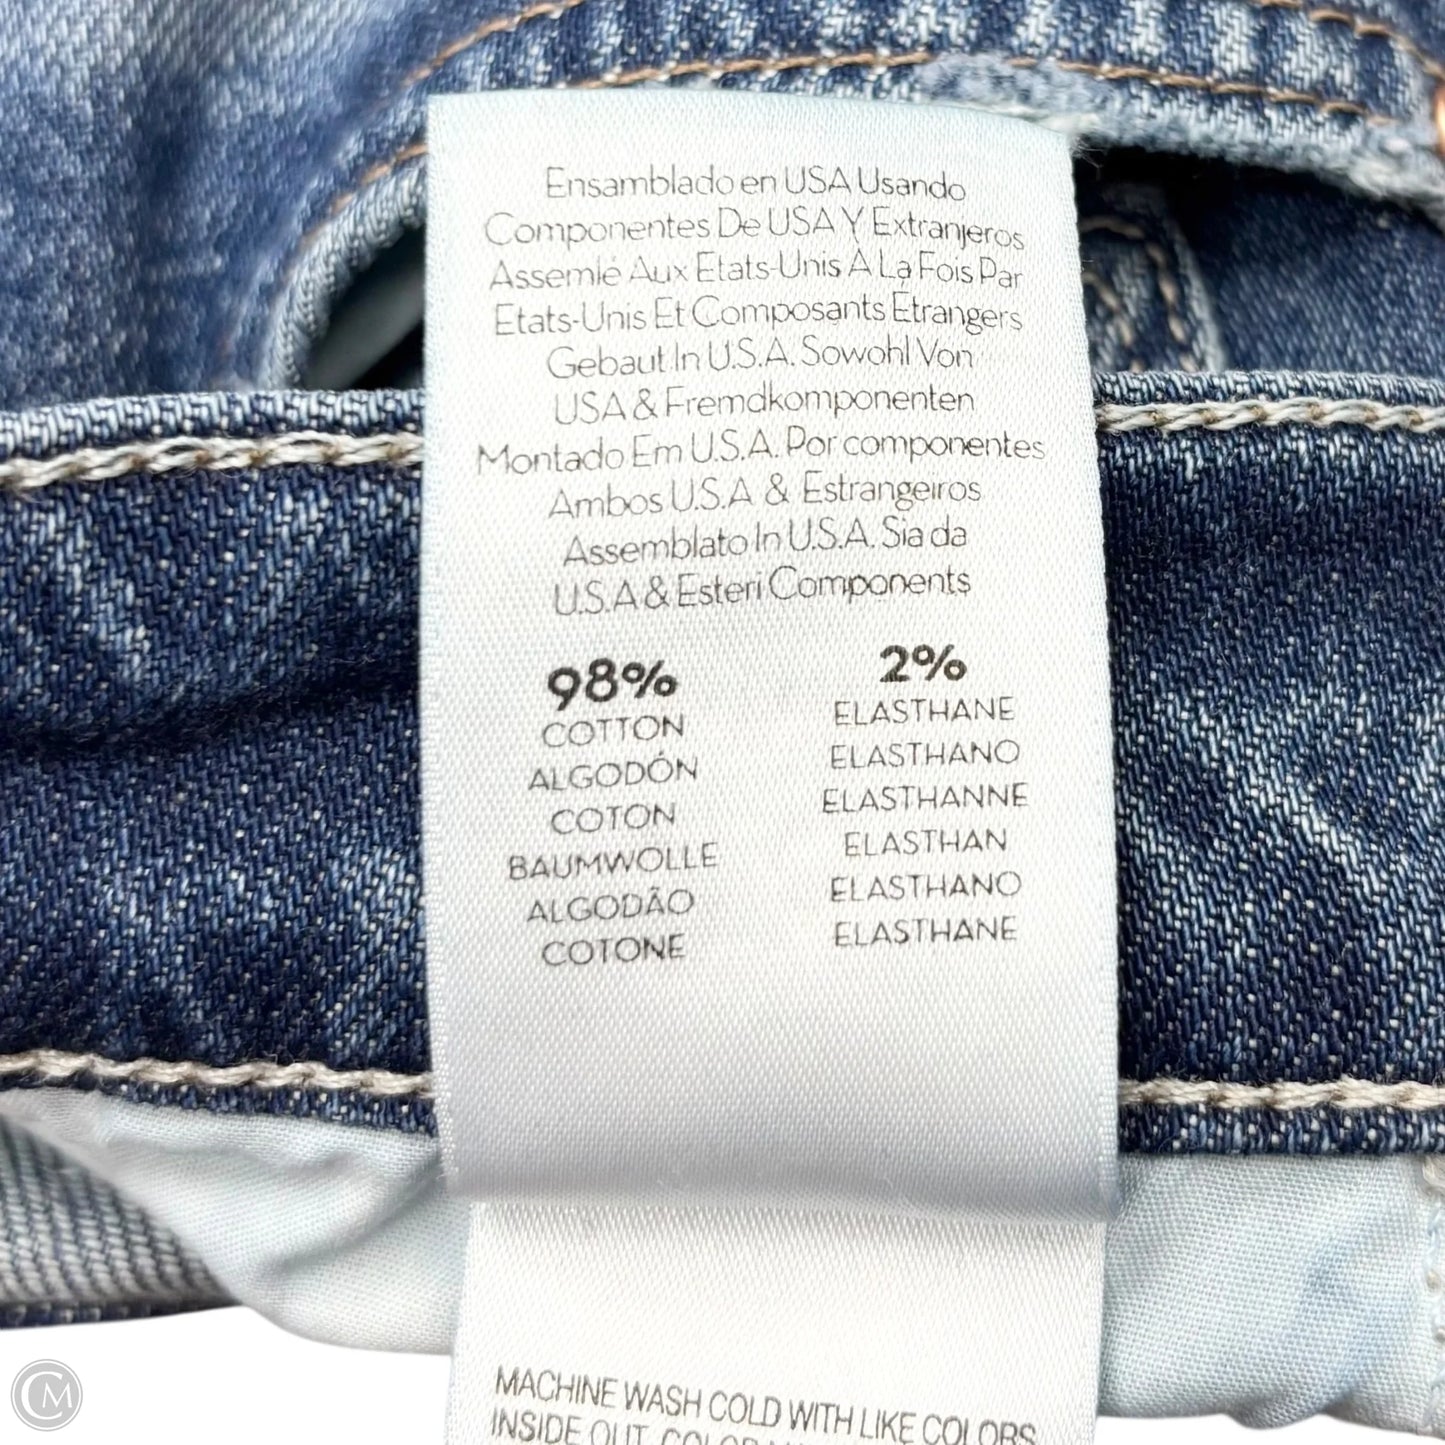 Ensamblado en USA Usando
Componentes De USA Y Extranjeros
Assemlé Aux Etats-Unis A La Fois Par
Etats-Unis Et Composants Étrangers
Gebaut In U.S.A. Sowohl Von
USA & Fremdkomponenten
Montado Em U.S.A. Por componentes
Ambos U.S.A & Estrangeiros
Assemblato In U.S.A. Sia da
U.S.A & Esteri Components
98% 2%
COTTON ELASTHANE
ALGODÓN ELASTHANO
COTON ELASTHANNE
BAUMWOLLE ELASTHAN
ALGODÃO ELASTHANO
COTONE ELASTHANE
MACHINE WASH COLD WITH LIKE COLORS
INSIDE OUT. COLOR
CM